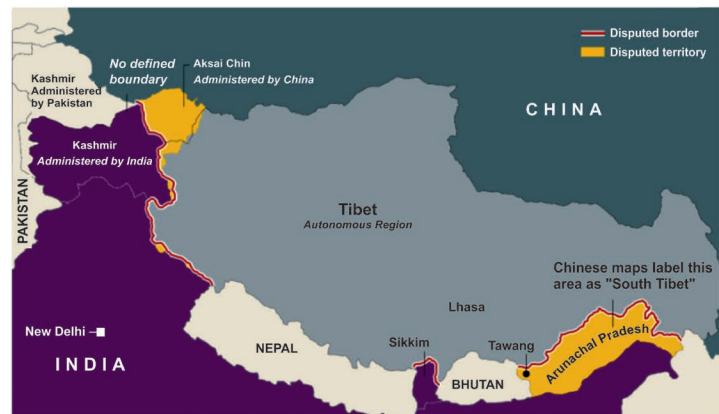 Disputed border
Disputed territory
No defined
boundary
Aksai Chin
Administered by China
Kashmir
Administered
by Pakistan
CHINA
Kashmir
Administered by India
PAKISTAN
Tibet
Autonomous Region
Chinese maps label this
area as "South Tibet"
Lhasa
New Delhi
Sikkim
Tawang
Arunachal Pradesh
NEPAL
INDIA
BHUTAN